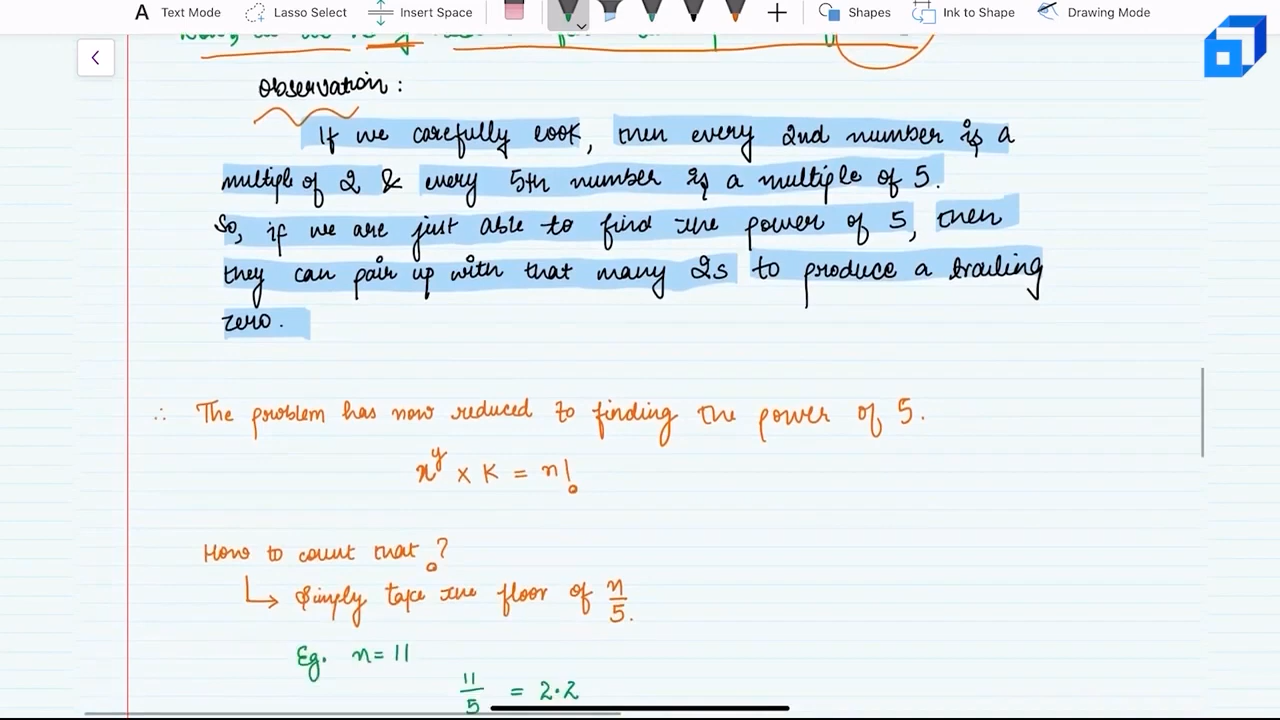 A Text Mode Lasso Select Insert Space Shapes Ink to Shape Drawing Mode
Observation :
If we carefully look, then every 2nd number is a
multiple of 2 & every 5th number is a multiple of 5.
So, if we are just able to find the power of 5, then
they can pair up with that many 2s to produce a trailing
zero.
∴ The problem has now reduced to finding the power of 5.
x^y × K = n!
How to count that ?
↳ Simply take the floor of n/5.
Eg. n = 11
11/5 = 2.2